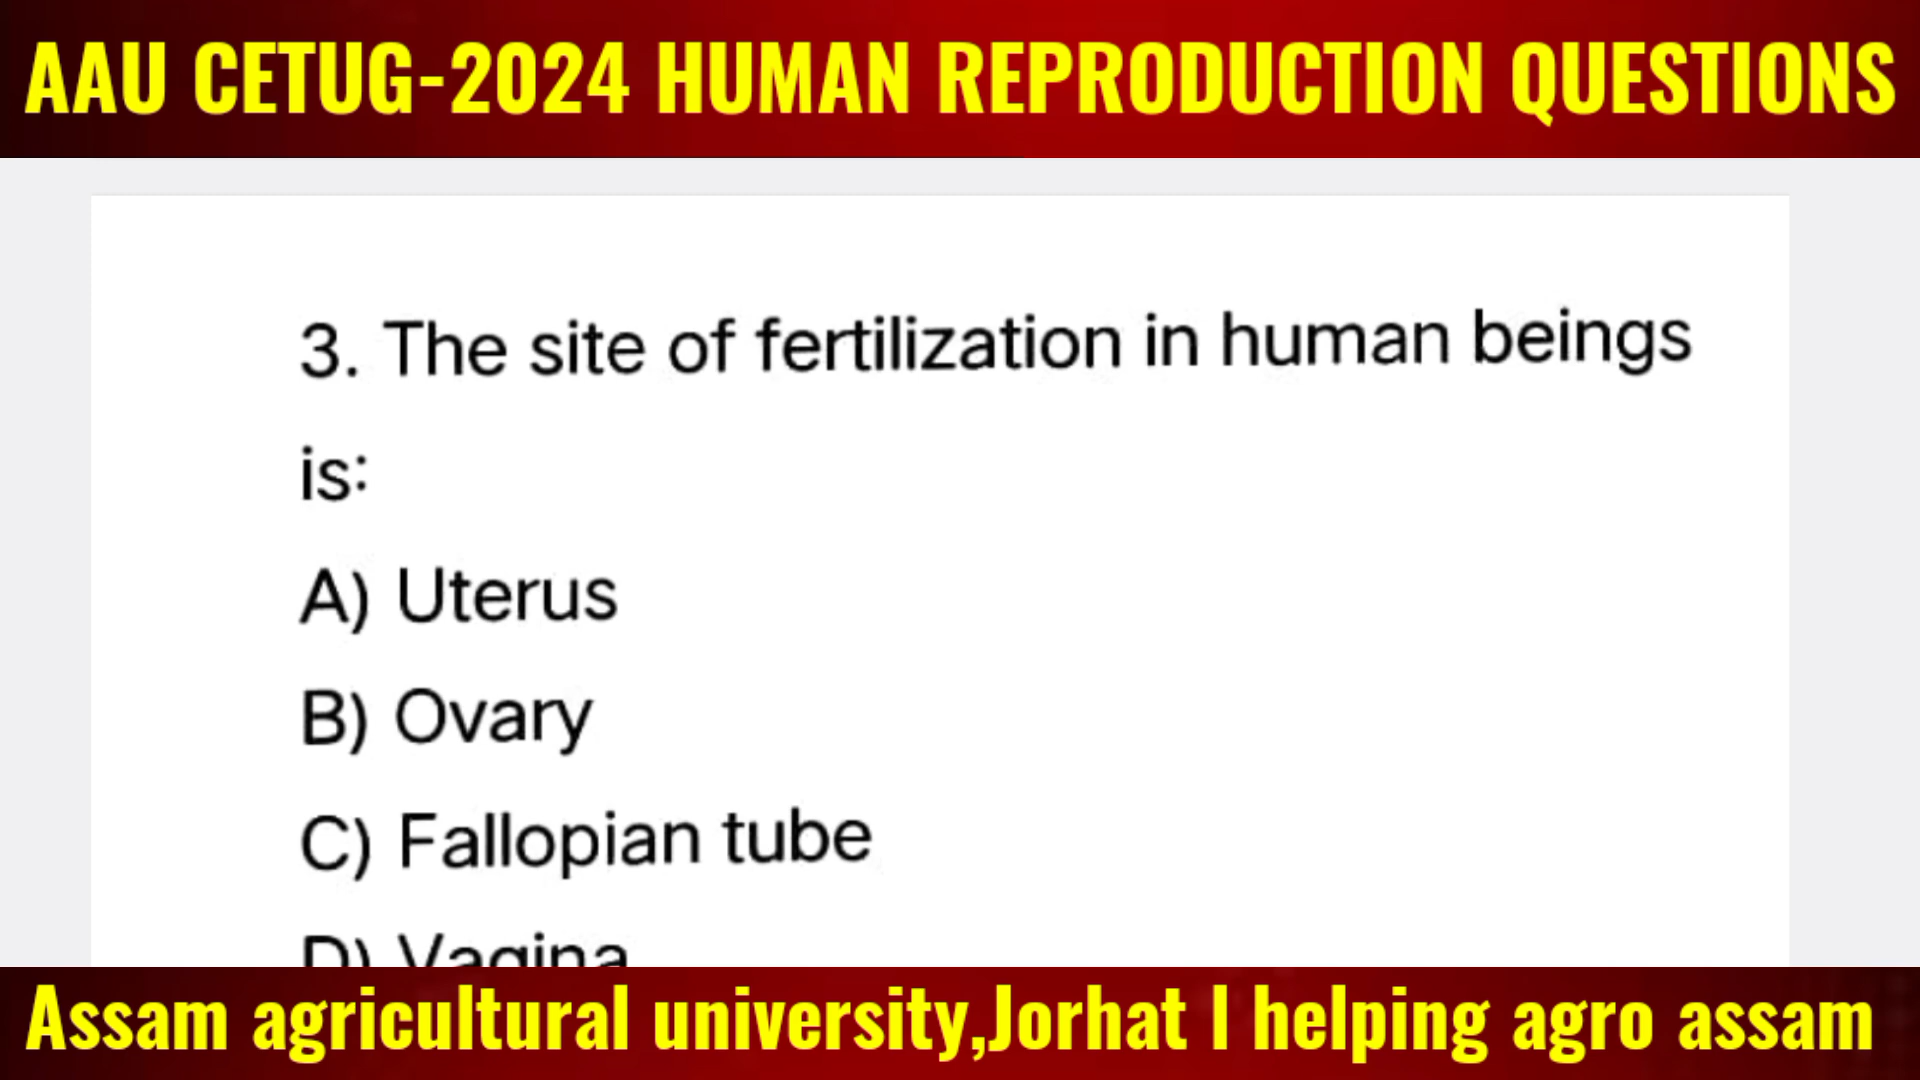 AAU CETUG-2024 HUMAN REPRODUCTION QUESTIONS
3. The site of fertilization in human beings
is:
A) Uterus
B) Ovary
C) Fallopian tube
D) Vagina
Assam agricultural university,Jorhat I helping agro assam